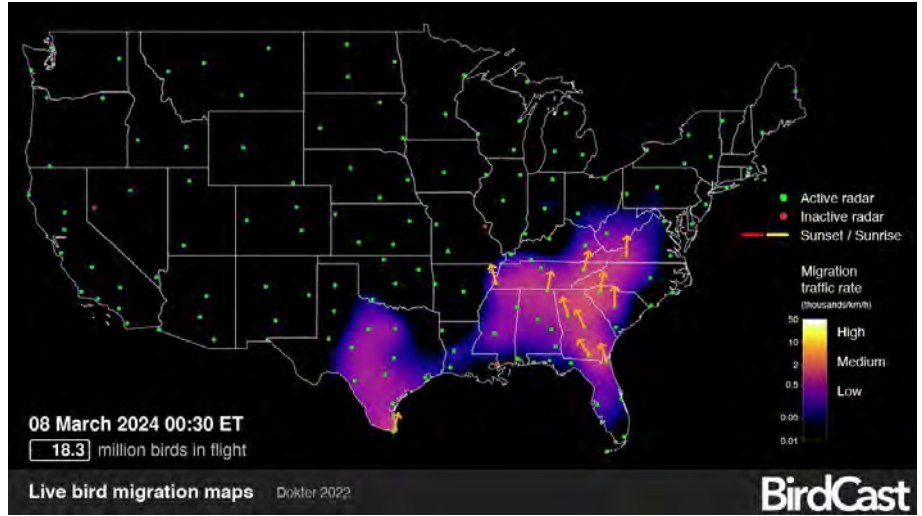 Active radar
Inactive radar
Sunset / Sunrise
Migration
traffic rate
(thousands/km/h)
50
High
10
Medium
2
0.5
Low
0.05
0.01
08 March 2024 00:30 ET
18.3 million birds in flight
Live bird migration maps Dokter 2022
BirdCast